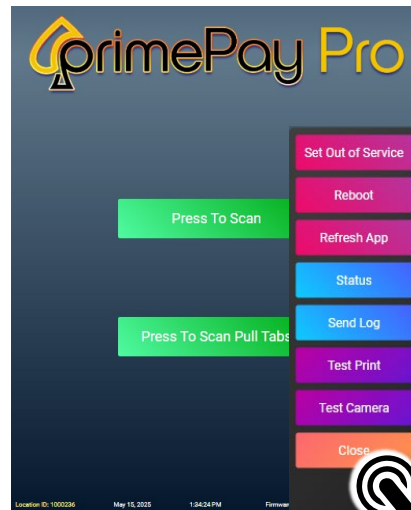 primePay Pro
Press To Scan
Press To Scan Pull Tabs
Set Out of Service
Reboot
Refresh App
Status
Send Log
Test Print
Test Camera
Close
Location ID: 1000236 May 15, 2025 1:34:24 PM Firmwar